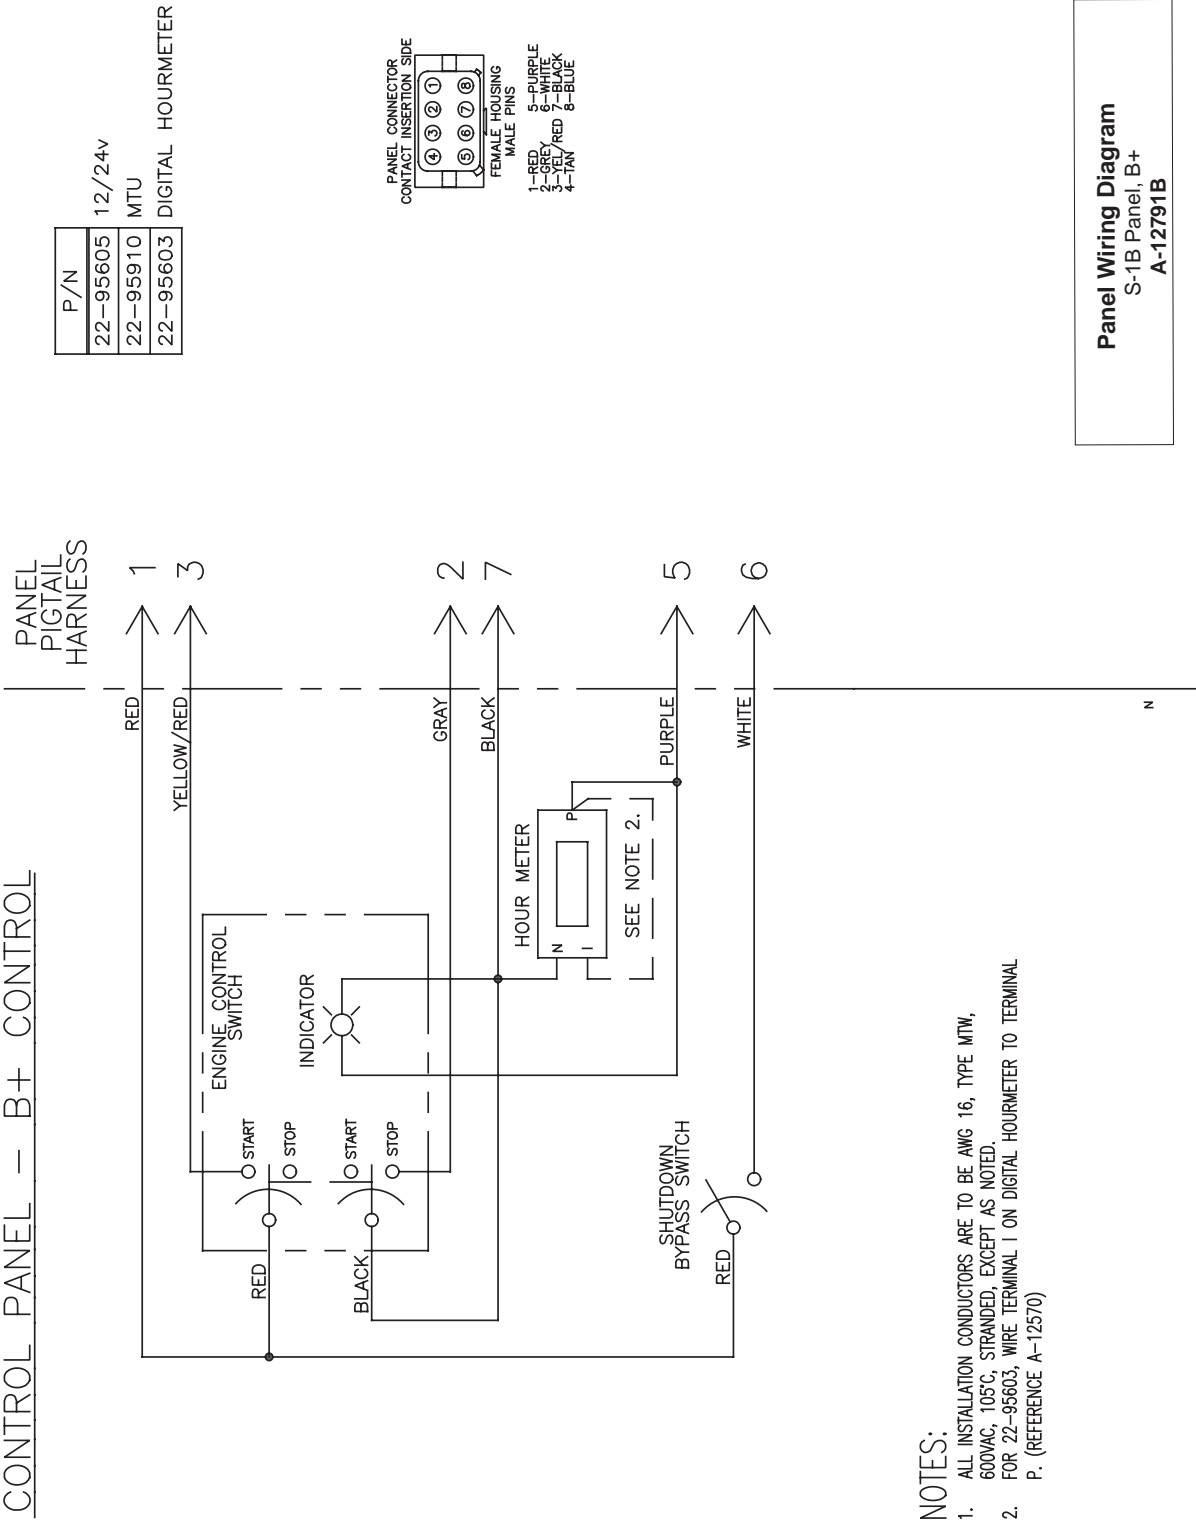 CONTROL PANEL - B+ CONTROL
PANEL
PIGTAIL
HARNESS
RED
1
YELLOW/RED
3
GRAY
2
BLACK
7
PURPLE
5
WHITE
6
ENGINE CONTROL
SWITCH
INDICATOR
START
STOP
START
STOP
RED
BLACK
HOUR METER
N
I
P
SEE NOTE 2.
SHUTDOWN
BYPASS SWITCH
RED
P/N
22-95605 12/24v
22-95910 MTU
22-95603 DIGITAL HOURMETER
PANEL CONNECTOR
CONTACT INSERTION SIDE
4 3 2 1
5 6 7 8
FEMALE HOUSING
MALE PINS
1-RED 5-PURPLE
2-GREY 6-WHITE
3-YEL/RED 7-BLACK
4-TAN 8-BLUE
NOTES:
1. ALL INSTALLATION CONDUCTORS ARE TO BE AWG 16, TYPE MTW,
600VAC, 105°C, STRANDED, EXCEPT AS NOTED.
2. FOR 22-95603, WIRE TERMINAL I ON DIGITAL HOURMETER TO TERMINAL
P. (REFERENCE A-12570)
N
Panel Wiring Diagram
S-1B Panel, B+
A-12791B